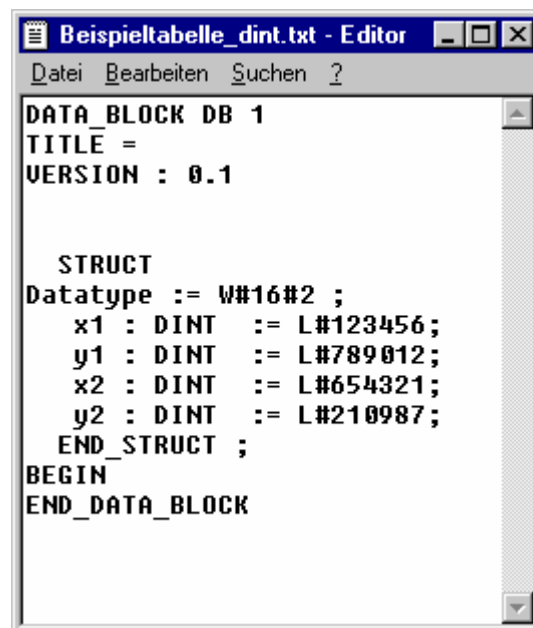 Beispieltabelle_dint.txt - Editor
Datei Bearbeiten Suchen ?
DATA_BLOCK DB 1
TITLE =
VERSION : 0.1
STRUCT
Datatype := W#16#2 ;
x1 : DINT := L#123456;
y1 : DINT := L#789012;
x2 : DINT := L#654321;
y2 : DINT := L#210987;
END_STRUCT ;
BEGIN
END_DATA_BLOCK